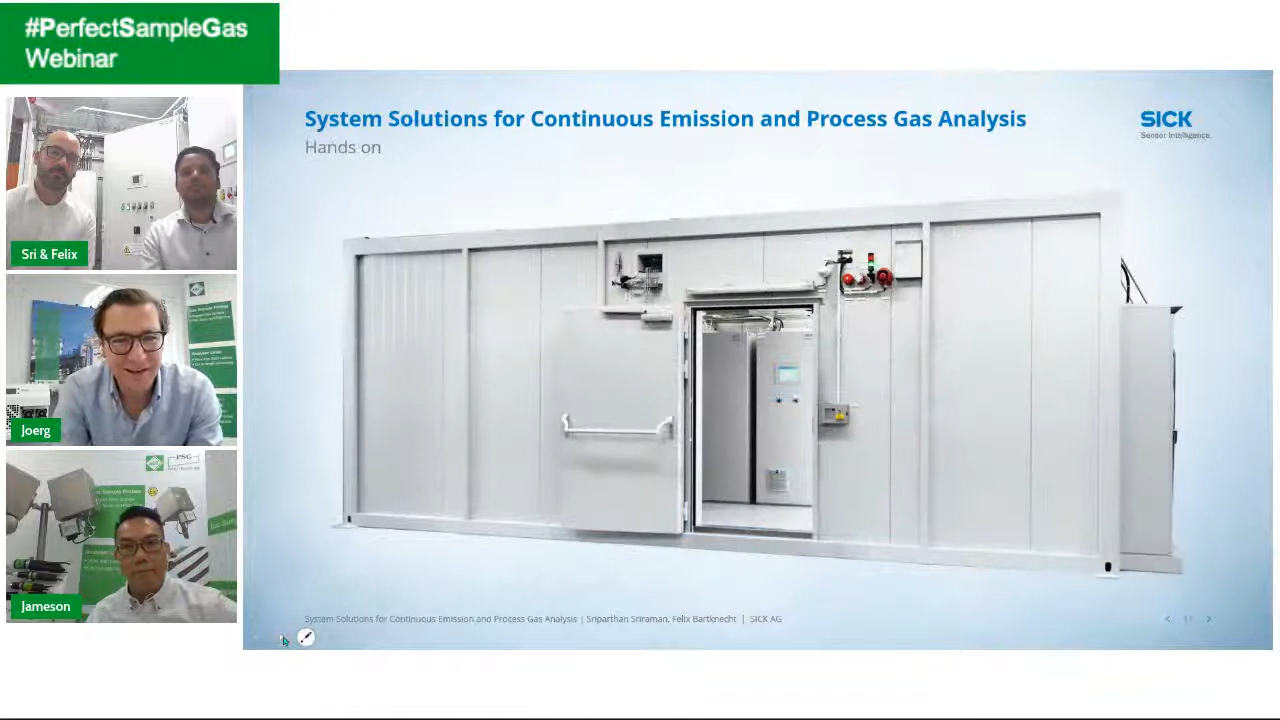 #PerfectSampleGas
Webinar
Sri & Felix
Joerg
PSG
Jameson
System Solutions for Continuous Emission and Process Gas Analysis
Hands on
SICK
Sensor Intelligence.
System Solutions for Continuous Emission and Process Gas Analysis | Sriparthan Sriraman, Felix Bartknecht | SICK AG